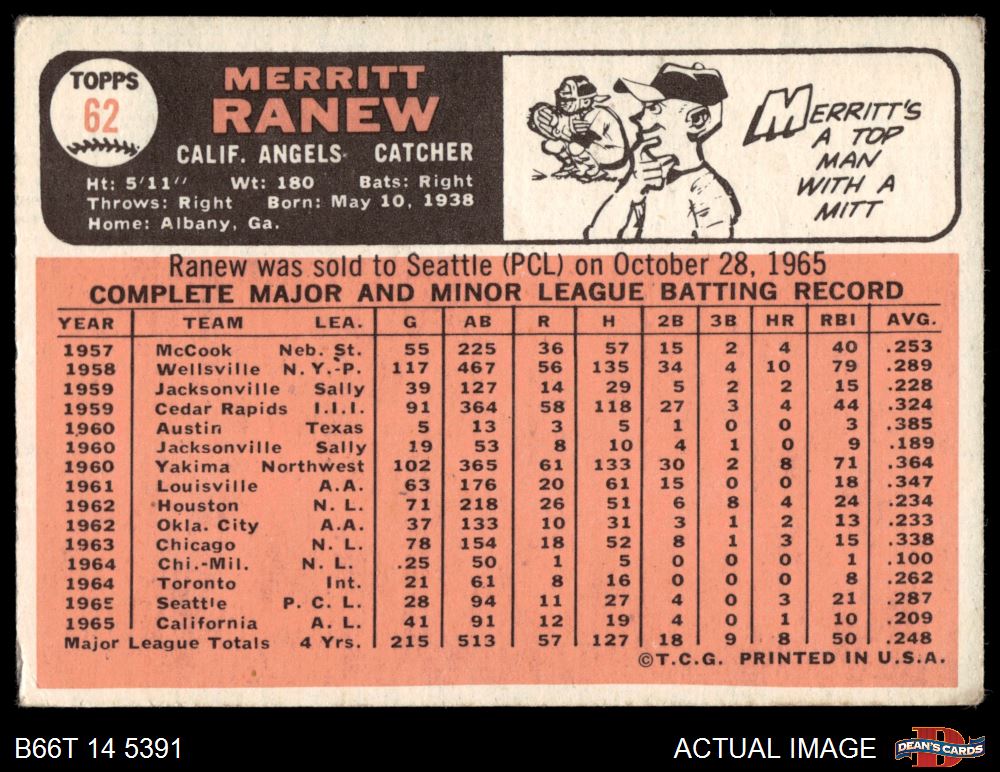 TOPPS
62
MERRITT
RANEW
CALIF. ANGELS CATCHER
Ht: 5'11" Wt: 180 Bats: Right
Throws: Right Born: May 10, 1938
Home: Albany, Ga.
MERRITT'S
A TOP
MAN
WITH A
MITT
Ranew was sold to Seattle (PCL) on October 28, 1965
COMPLETE MAJOR AND MINOR LEAGUE BATTING RECORD
YEAR TEAM LEA. G AB R H 2B 3B HR RBI AVG.
1957 McCook Neb. St. 55 225 36 57 15 2 4 40 .253
1958 Wellsville N.Y.-P. 117 467 56 135 34 4 10 79 .289
1959 Jacksonville Sally 39 127 14 29 5 2 2 15 .228
1959 Cedar Rapids I.I.I. 91 364 58 118 27 3 4 44 .324
1960 Austin Texas 5 13 3 5 1 0 0 3 .385
1960 Jacksonville Sally 19 53 8 10 4 1 0 9 .189
1960 Yakima Northwest 102 365 61 133 30 2 8 71 .364
1961 Louisville A.A. 63 176 20 61 15 0 0 18 .347
1962 Houston N. L. 71 218 26 51 6 8 4 24 .234
1962 Okla. City A.A. 37 133 10 31 3 1 2 13 .233
1963 Chicago N. L. 78 154 18 52 8 1 3 15 .338
1964 Chi.-Mil. N. L. .25 50 1 5 0 0 0 1 .100
1964 Toronto Int. 21 61 8 16 0 0 0 8 .262
1965 Seattle P. C. L. 28 94 11 27 4 0 3 21 .287
1965 California A. L. 41 91 12 19 4 0 1 10 .209
Major League Totals 4 Yrs. 215 513 57 127 18 9 8 50 .248
©T.C.G. PRINTED IN U.S.A.
B66T 14 5391
ACTUAL IMAGE
D
DEAN'S CARDS